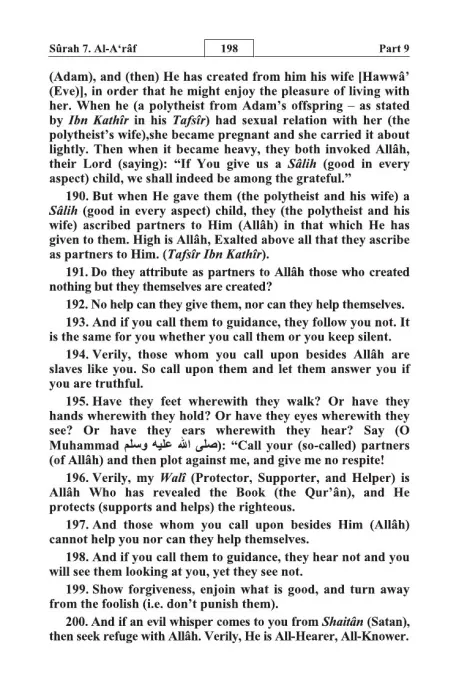 Sûrah 7. Al-A‘râf 198 Part 9
(Adam), and (then) He has created from him his wife [Hawwâ’
(Eve)], in order that he might enjoy the pleasure of living with
her. When he (a polytheist from Adam’s offspring – as stated
by Ibn Kathîr in his Tafsîr) had sexual relation with her (the
polytheist’s wife),she became pregnant and she carried it about
lightly. Then when it became heavy, they both invoked Allâh,
their Lord (saying): “If You give us a Sâlih (good in every
aspect) child, we shall indeed be among the grateful.”
190. But when He gave them (the polytheist and his wife) a
Sâlih (good in every aspect) child, they (the polytheist and his
wife) ascribed partners to Him (Allâh) in that which He has
given to them. High is Allâh, Exalted above all that they ascribe
as partners to Him. (Tafsîr Ibn Kathîr).
191. Do they attribute as partners to Allâh those who created
nothing but they themselves are created?
192. No help can they give them, nor can they help themselves.
193. And if you call them to guidance, they follow you not. It
is the same for you whether you call them or you keep silent.
194. Verily, those whom you call upon besides Allâh are
slaves like you. So call upon them and let them answer you if
you are truthful.
195. Have they feet wherewith they walk? Or have they
hands wherewith they hold? Or have they eyes wherewith they
see? Or have they ears wherewith they hear? Say (O
Muhammad صلى الله عليه وسلم): “Call your (so-called) partners
(of Allâh) and then plot against me, and give me no respite!
196. Verily, my Walî (Protector, Supporter, and Helper) is
Allâh Who has revealed the Book (the Qur’ân), and He
protects (supports and helps) the righteous.
197. And those whom you call upon besides Him (Allâh)
cannot help you nor can they help themselves.
198. And if you call them to guidance, they hear not and you
will see them looking at you, yet they see not.
199. Show forgiveness, enjoin what is good, and turn away
from the foolish (i.e. don’t punish them).
200. And if an evil whisper comes to you from Shaitân (Satan),
then seek refuge with Allâh. Verily, He is All-Hearer, All-Knower.